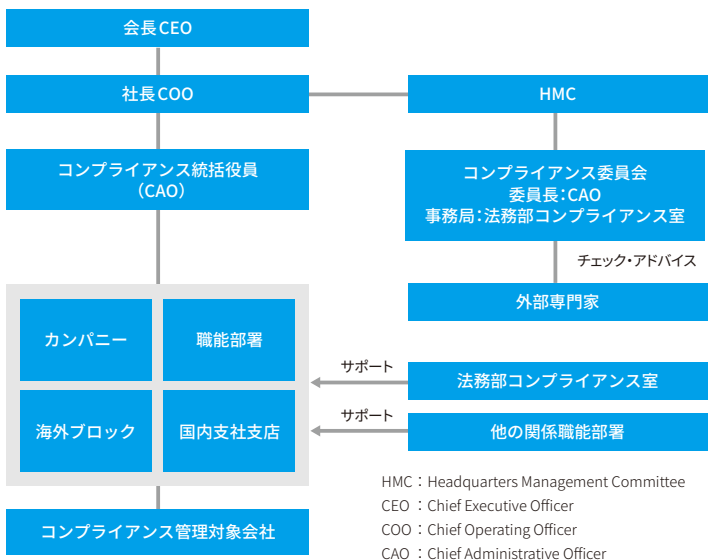 会長CEO
社長COO
HMC
コンプライアンス統括役員
（CAO）
コンプライアンス委員会
委員長：CAO
事務局：法務部コンプライアンス室
チェック・アドバイス
外部専門家
カンパニー
職能部署
サポート
法務部コンプライアンス室
海外ブロック
国内支社支店
サポート
他の関係職能部署
コンプライアンス管理対象会社
HMC：Headquarters Management Committee
CEO：Chief Executive Officer
COO：Chief Operating Officer
CAO：Chief Administrative Officer